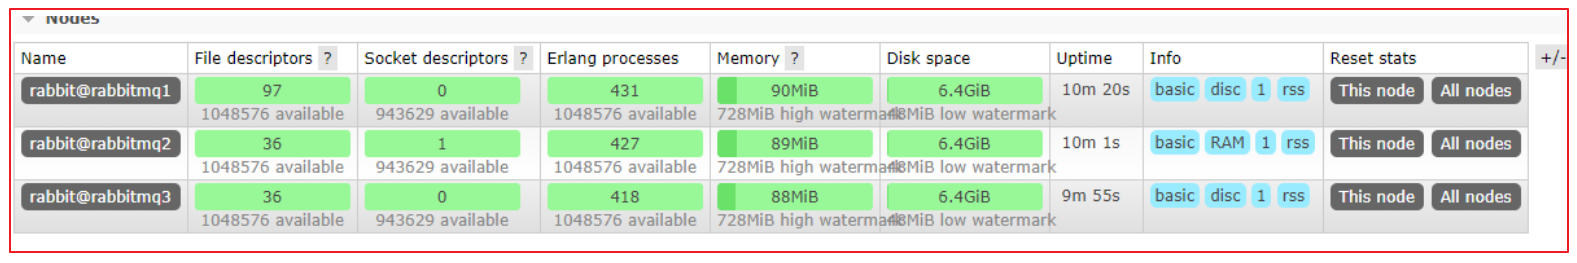 Nodes
Name File descriptors ? Socket descriptors ? Erlang processes Memory ? Disk space Uptime Info Reset stats +/-
rabbit@rabbitmq1 97 0 431 90MiB 6.4GiB 10m 20s basic disc 1 rss This node All nodes
1048576 available 943629 available 1048576 available 728MiB high watermark 48MiB low watermark
rabbit@rabbitmq2 36 1 427 89MiB 6.4GiB 10m 1s basic RAM 1 rss This node All nodes
1048576 available 943629 available 1048576 available 728MiB high watermark 48MiB low watermark
rabbit@rabbitmq3 36 0 418 88MiB 6.4GiB 9m 55s basic disc 1 rss This node All nodes
1048576 available 943629 available 1048576 available 728MiB high watermark 48MiB low watermark